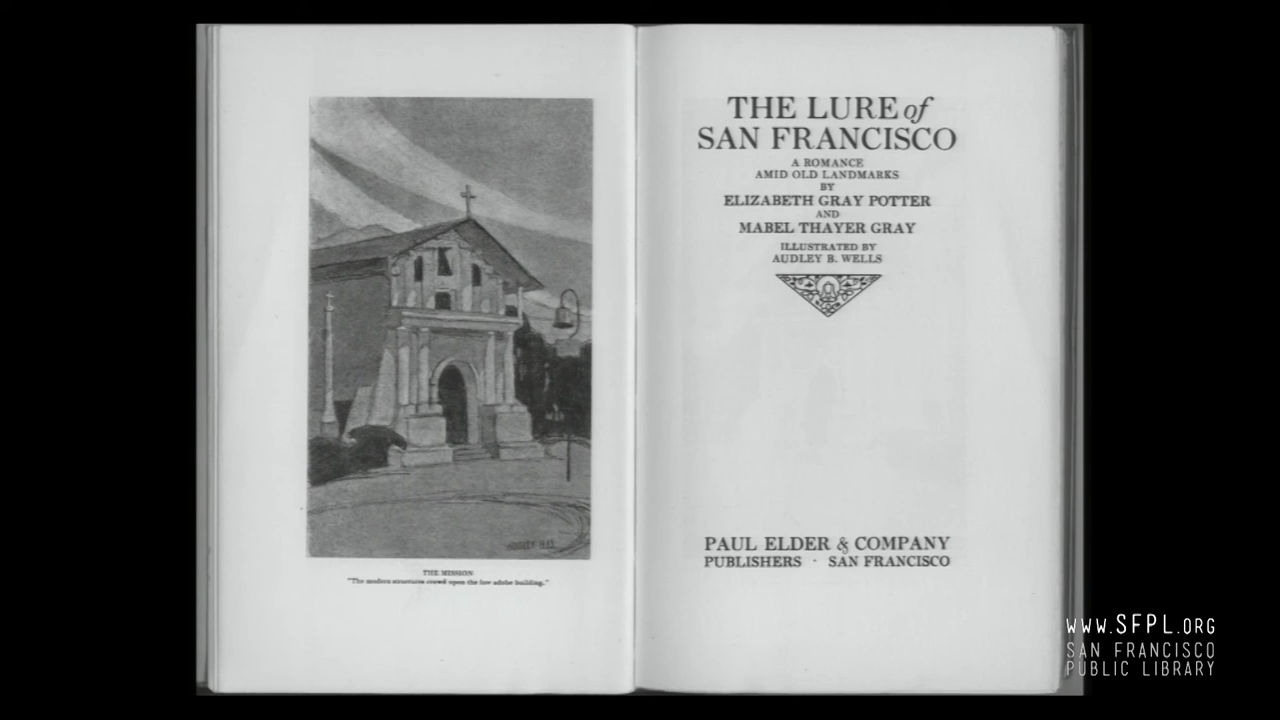 THE MISSION
"The modern structures crowd upon the low adobe building."
THE LURE of
SAN FRANCISCO
A ROMANCE
AMID OLD LANDMARKS
BY
ELIZABETH GRAY POTTER
AND
MABEL THAYER GRAY
ILLUSTRATED BY
AUDLEY B. WELLS
PAUL ELDER & COMPANY
PUBLISHERS · SAN FRANCISCO
www.SFPL.ORG
SAN FRANCISCO
PUBLIC LIBRARY